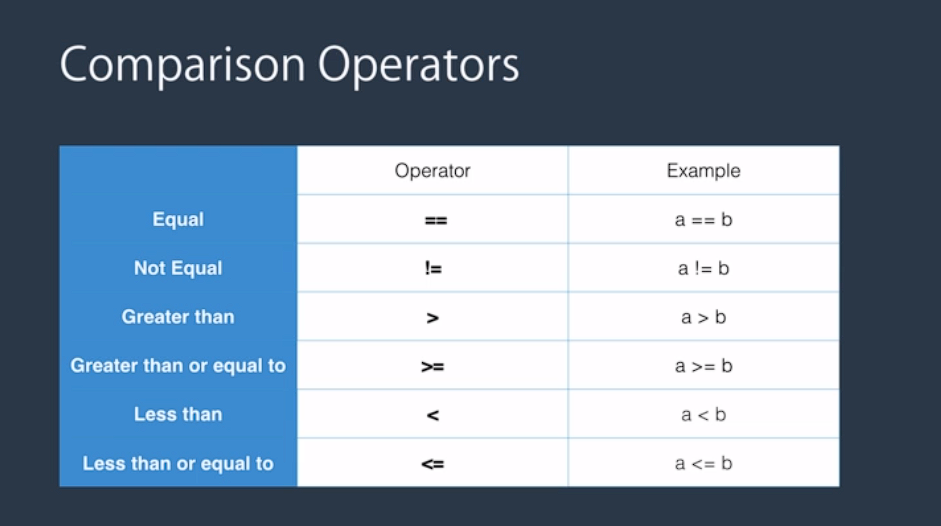 Comparison Operators
Operator Example
Equal == a == b
Not Equal != a != b
Greater than > a > b
Greater than or equal to >= a >= b
Less than < a < b
Less than or equal to <= a <= b